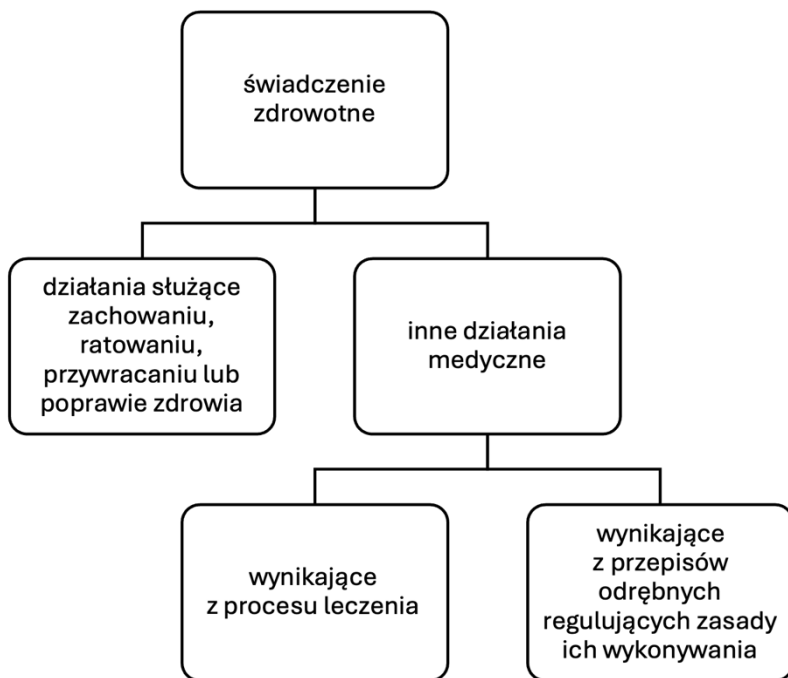 świadczenie
zdrowotne
działania służące
zachowaniu,
ratowaniu,
przywracaniu lub
poprawie zdrowia
inne działania
medyczne
wynikające
z procesu leczenia
wynikające
z przepisów
odrębnych
regulujących zasady
ich wykonywania